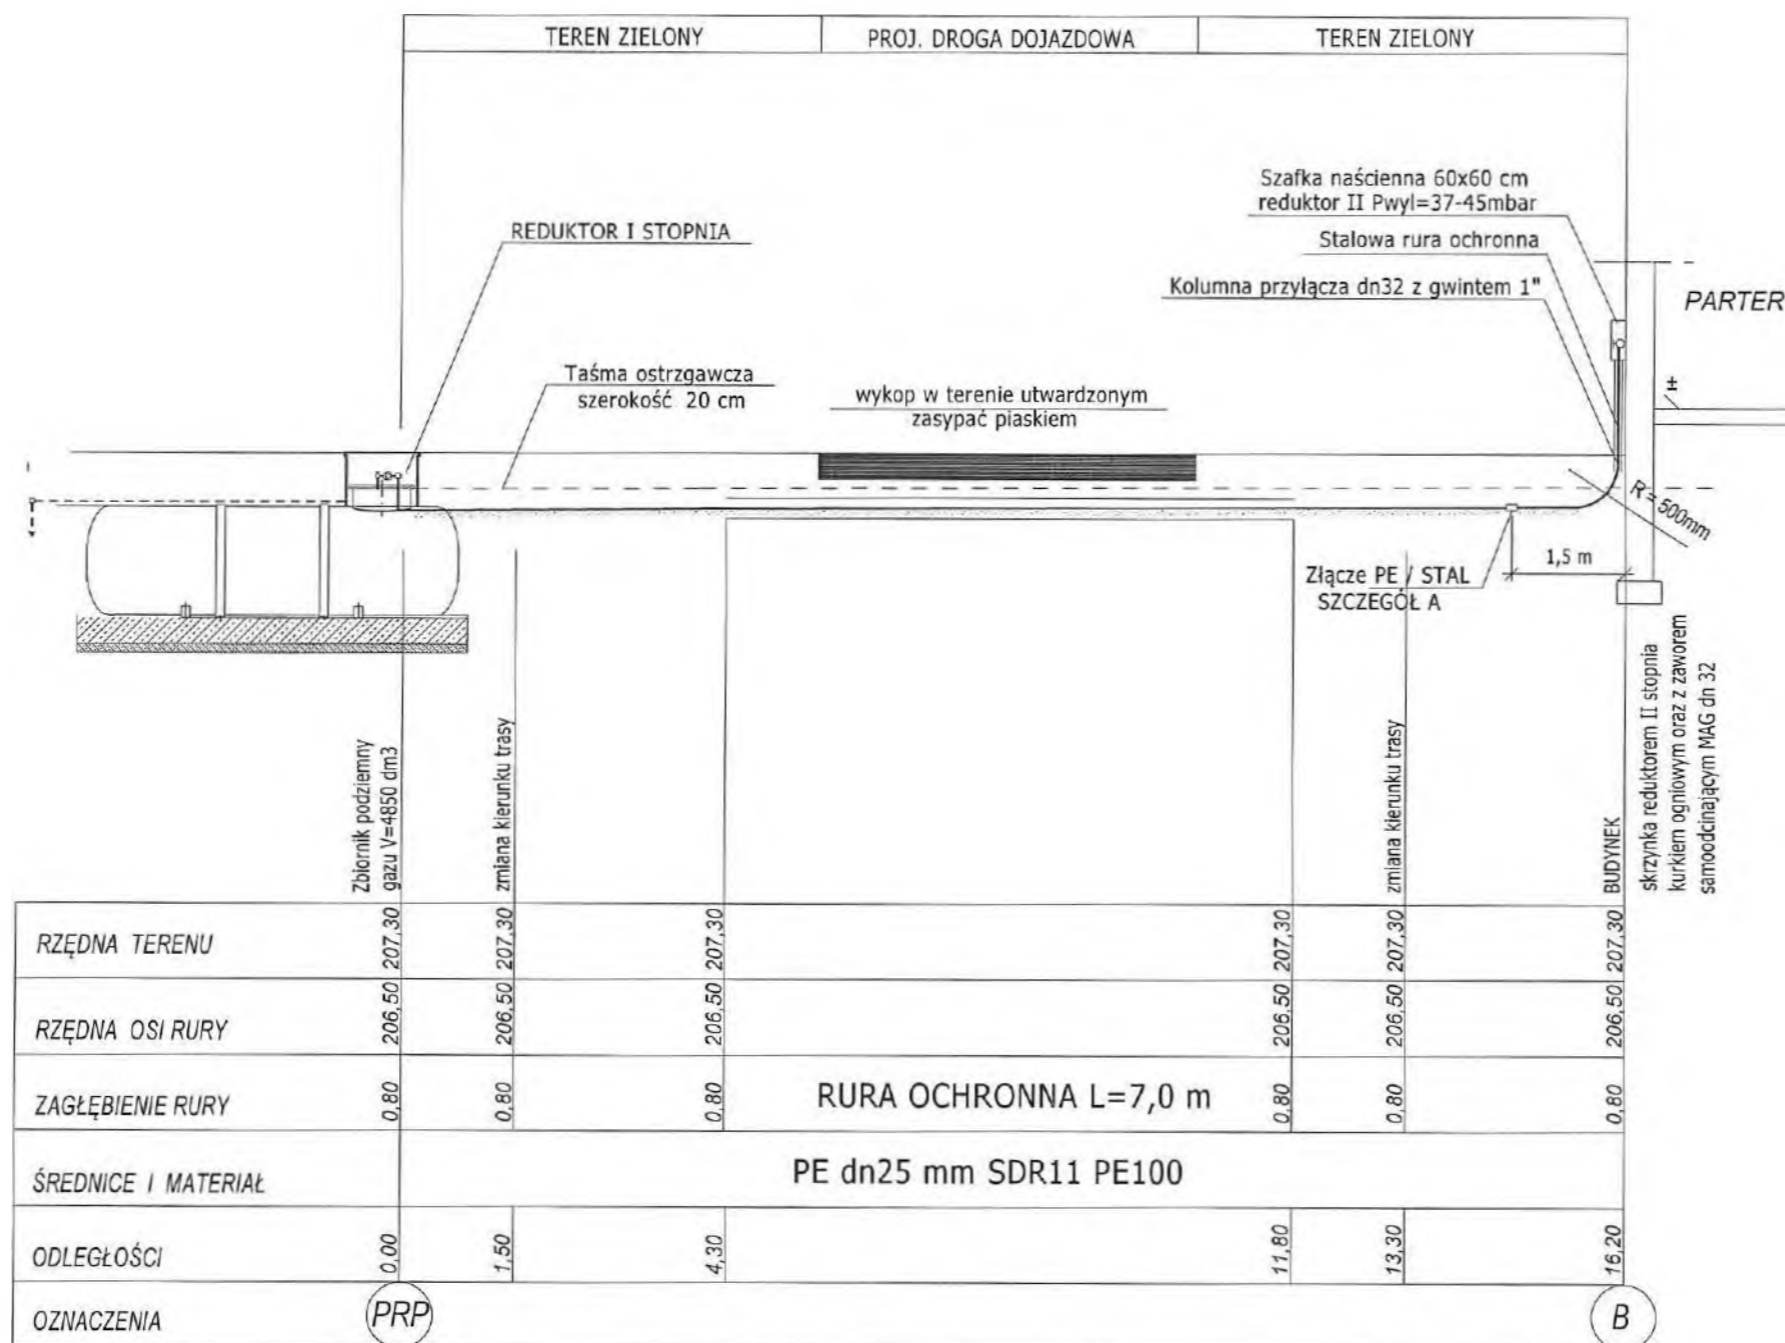 TEREN ZIELONY
PROJ. DROGA DOJAZDOWA
TEREN ZIELONY
Szafka naścienna 60x60 cm
reduktor II Pwyl=37-45mbar
REDUKTOR I STOPNIA
Stalowa rura ochronna
Kolumna przyłącza dn32 z gwintem 1"
PARTER
Taśma ostrzgawcza
szerokość 20 cm
wykop w terenie utwardzonym
zasypać piaskiem
±
R = 500mm
1,5 m
Złącze PE / STAL
SZCZEGÓŁ A
Zbiornik podziemny
gazu V=4850 dm3
zmiana kierunku trasy
zmiana kierunku trasy
BUDYNEK
skrzynka reduktorem II stopnia
kurkiem ogniowym oraz z zaworem
samoodcinającym MAG dn 32
RZĘDNA TERENU 207,30 207,30 207,30 207,30 207,30 207,30
RZĘDNA OSI RURY 206,50 206,50 206,50 206,50 206,50 206,50
ZAGŁĘBIENIE RURY 0,80 0,80 0,80 RURA OCHRONNA L=7,0 m 0,80 0,80 0,80
ŚREDNICE I MATERIAŁ PE dn25 mm SDR11 PE100
ODLEGŁOŚCI 0,00 1,50 4,30 11,80 13,30 16,20
OZNACZENIA PRP B